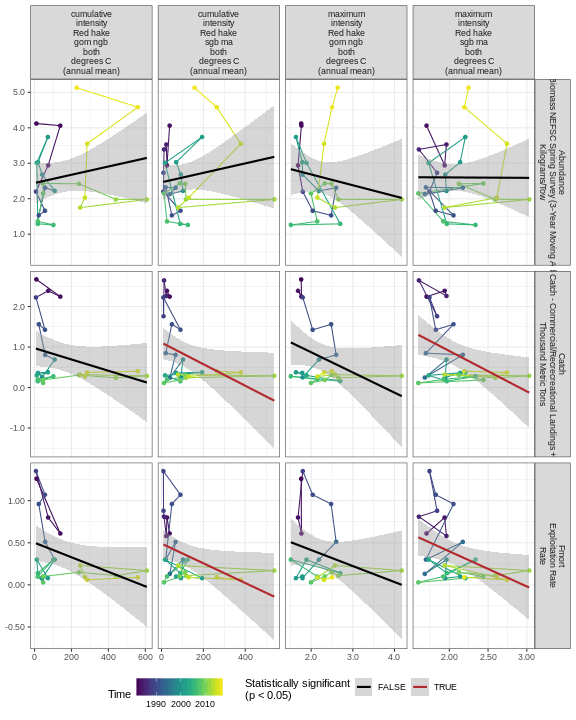 cumulative
intensity
Red hake
gom ngb
both
degrees C
(annual mean)
cumulative
intensity
Red hake
sgb ma
both
degrees C
(annual mean)
maximum
intensity
Red hake
gom ngb
both
degrees C
(annual mean)
maximum
intensity
Red hake
sgb ma
both
degrees C
(annual mean)
5.0
4.0
3.0
2.0
1.0
Abundance
Biomass NEFSC Spring Survey (3-Year Moving A
Kilograms/Tow
2.0
1.0
0.0
-1.0
Catch
Catch - Commercial/Recreational Landings +
Thousand Metric Tons
1.00
0.50
0.00
-0.50
Fmort
Exploitation Rate
Rate
0 200 400 600
0 200 400
2.0 3.0 4.0
2.00 2.50 3.00
Time
1990 2000 2010
Statistically significant
(p < 0.05)
FALSE
TRUE